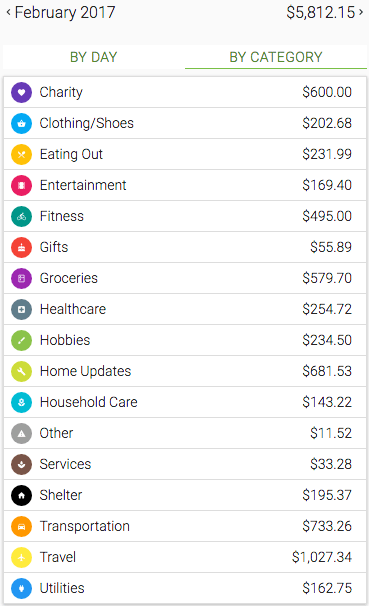 ‹ February 2017 $5,812.15 ›
BY DAY BY CATEGORY
Charity $600.00
Clothing/Shoes $202.68
Eating Out $231.99
Entertainment $169.40
Fitness $495.00
Gifts $55.89
Groceries $579.70
Healthcare $254.72
Hobbies $234.50
Home Updates $681.53
Household Care $143.22
Other $11.52
Services $33.28
Shelter $195.37
Transportation $733.26
Travel $1,027.34
Utilities $162.75